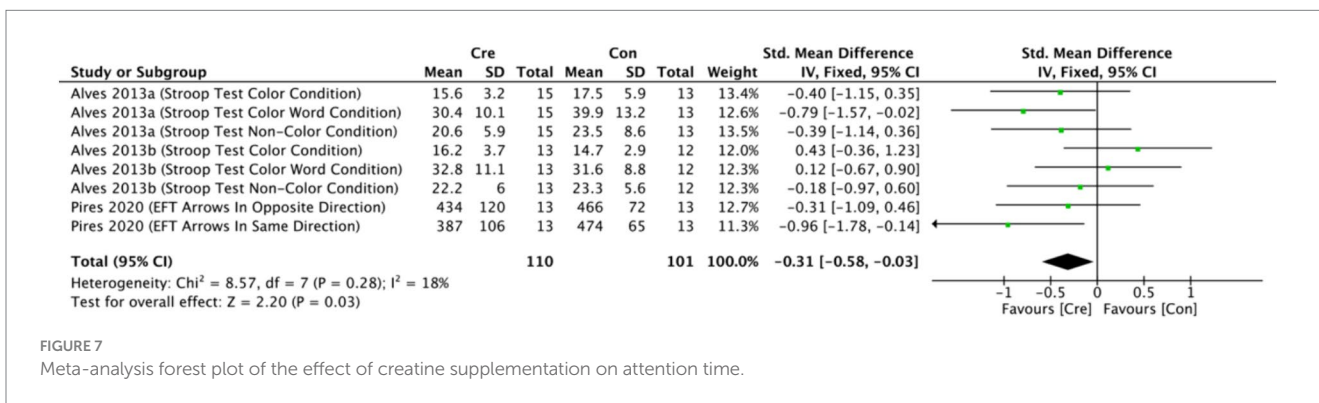 Cre Con Std. Mean Difference Std. Mean Difference
Study or Subgroup Mean SD Total Mean SD Total Weight IV, Fixed, 95% CI IV, Fixed, 95% CI
Alves 2013a (Stroop Test Color Condition) 15.6 3.2 15 17.5 5.9 13 13.4% -0.40 [-1.15, 0.35]
Alves 2013a (Stroop Test Color Word Condition) 30.4 10.1 15 39.9 13.2 13 12.6% -0.79 [-1.57, -0.02]
Alves 2013a (Stroop Test Non-Color Condition) 20.6 5.9 15 23.5 8.6 13 13.5% -0.39 [-1.14, 0.36]
Alves 2013b (Stroop Test Color Condition) 16.2 3.7 13 14.7 2.9 12 12.0% 0.43 [-0.36, 1.23]
Alves 2013b (Stroop Test Color Word Condition) 32.8 11.1 13 31.6 8.8 12 12.3% 0.12 [-0.67, 0.90]
Alves 2013b (Stroop Test Non-Color Condition) 22.2 6 13 23.3 5.6 12 12.3% -0.18 [-0.97, 0.60]
Pires 2020 (EFT Arrows In Opposite Direction) 434 120 13 466 72 13 12.7% -0.31 [-1.09, 0.46]
Pires 2020 (EFT Arrows In Same Direction) 387 106 13 474 65 13 11.3% -0.96 [-1.78, -0.14]
Total (95% CI) 110 101 100.0% -0.31 [-0.58, -0.03]
Heterogeneity: Chi² = 8.57, df = 7 (P = 0.28); I² = 18%
Test for overall effect: Z = 2.20 (P = 0.03)
-1 -0.5 0 0.5 1
Favours [Cre] Favours [Con]
FIGURE 7
Meta-analysis forest plot of the effect of creatine supplementation on attention time.